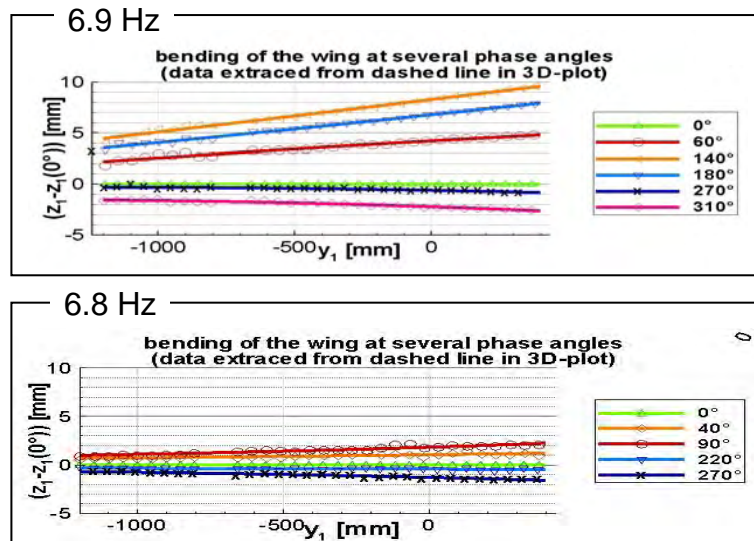 6.9 Hz
bending of the wing at several phase angles
(data extraced from dashed line in 3D-plot)
10
5
0
-5
(z₁-z₁(0°)) [mm]
-1000
-500
0
y₁ [mm]
0°
60°
140°
180°
270°
310°
6.8 Hz
bending of the wing at several phase angles
(data extraced from dashed line in 3D-plot)
10
5
0
-5
(z₁-z₁(0°)) [mm]
-1000
-500
0
y₁ [mm]
0°
40°
90°
220°
270°